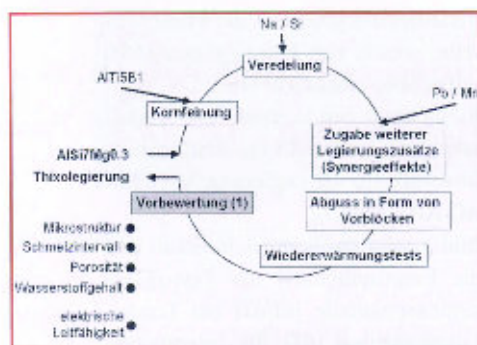 Na / Sr
Veredelung
AlTi5B1
Kornfeinung
Pb / Mn
Zugabe weiterer
Legierungszusätze
(Synergieeffekte)
AlSi7Mg0.3
Thixolegierung
Vorbewertung (1)
Abguss in Form von
Vorblöcken
Wiedererwärmungstests
Mikrostruktur
Schmelzintervall
Porosität
Wasserstoffgehalt
elektrische
Leitfähigkeit